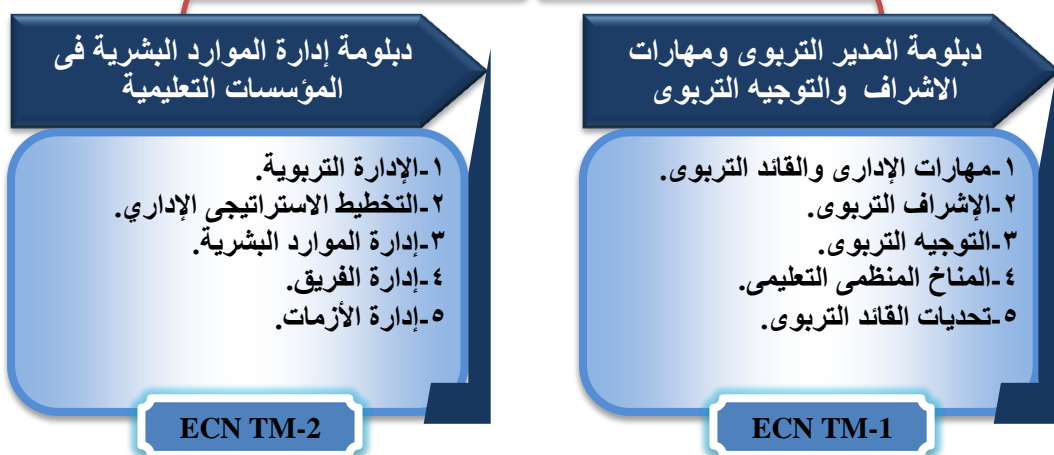 دبلومة المدير التربوى ومهارات
الاشراف والتوجيه التربوى
١-مهارات الإدارى والقائد التربوى.
٢-الإشراف التربوى.
٣-التوجيه التربوى.
٤-المناخ المنظمى التعليمى.
٥-تحديات القائد التربوى.
ECN TM-1
دبلومة إدارة الموارد البشرية فى
المؤسسات التعليمية
١-الإدارة التربوية.
٢-التخطيط الاستراتيجى الإداري.
٣-إدارة الموارد البشرية.
٤-إدارة الفريق.
٥-إدارة الأزمات.
ECN TM-2